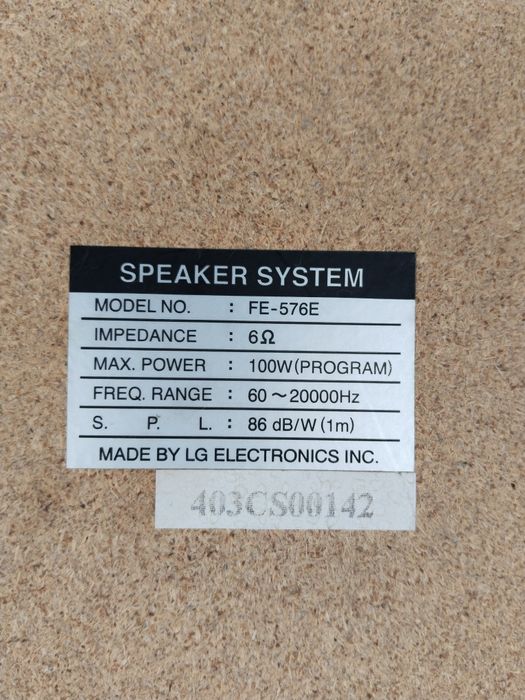 SPEAKER SYSTEM
MODEL NO. : FE-576E
IMPEDANCE : 6Ω
MAX. POWER : 100W(PROGRAM)
FREQ. RANGE : 60～20000Hz
S. P. L. : 86 dB/W(1m)
MADE BY LG ELECTRONICS INC.
403CS00142